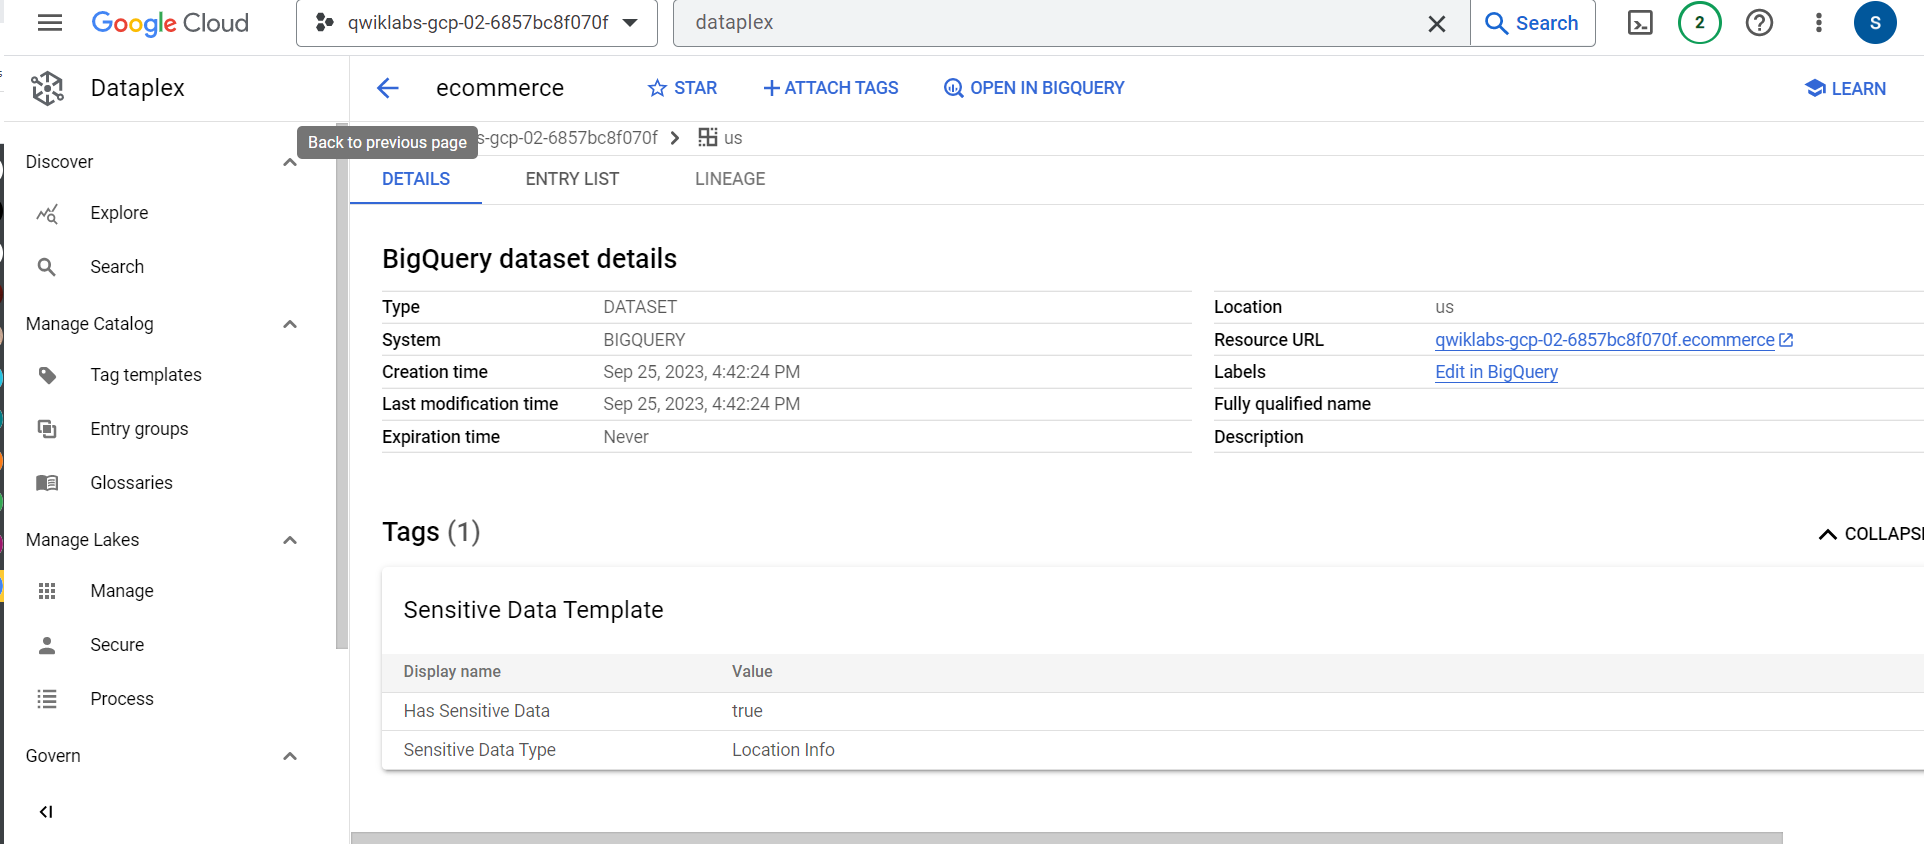 Google Cloud
qwiklabs-gcp-02-6857bc8f070f
dataplex
Search
2
S
Dataplex
ecommerce
STAR
ATTACH TAGS
OPEN IN BIGQUERY
LEARN
Back to previous page
s-gcp-02-6857bc8f070f
us
Discover
DETAILS
ENTRY LIST
LINEAGE
Explore
Search
Manage Catalog
Tag templates
Entry groups
Glossaries
Manage Lakes
Manage
Secure
Process
Govern
BigQuery dataset details
Type DATASET
System BIGQUERY
Creation time Sep 25, 2023, 4:42:24 PM
Last modification time Sep 25, 2023, 4:42:24 PM
Expiration time Never
Location us
Resource URL qwiklabs-gcp-02-6857bc8f070f.ecommerce
Labels Edit in BigQuery
Fully qualified name
Description
Tags (1)
COLLAPSE
Sensitive Data Template
Display name Value
Has Sensitive Data true
Sensitive Data Type Location Info